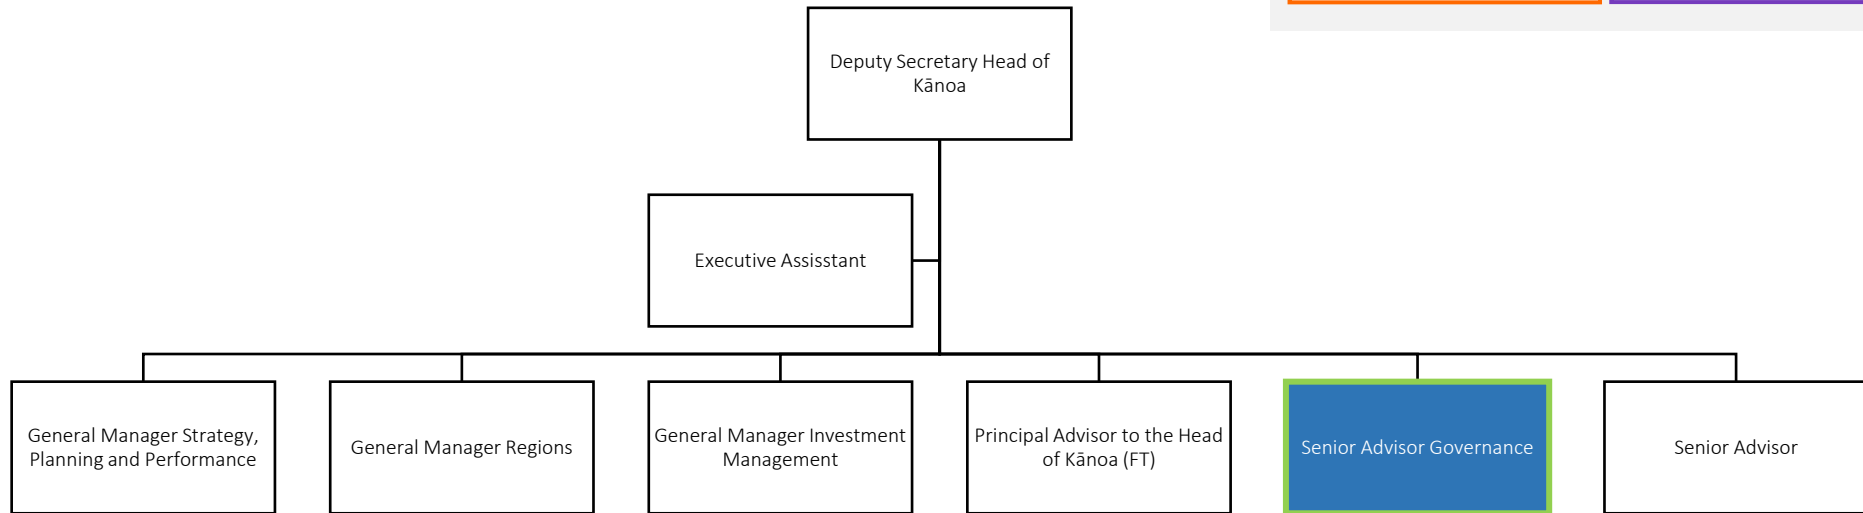 Deputy Secretary Head of
Kānoa
Executive Assisstant
General Manager Strategy,
Planning and Performance
General Manager Regions
General Manager Investment
Management
Principal Advisor to the Head
of Kānoa (FT)
Senior Advisor Governance
Senior Advisor